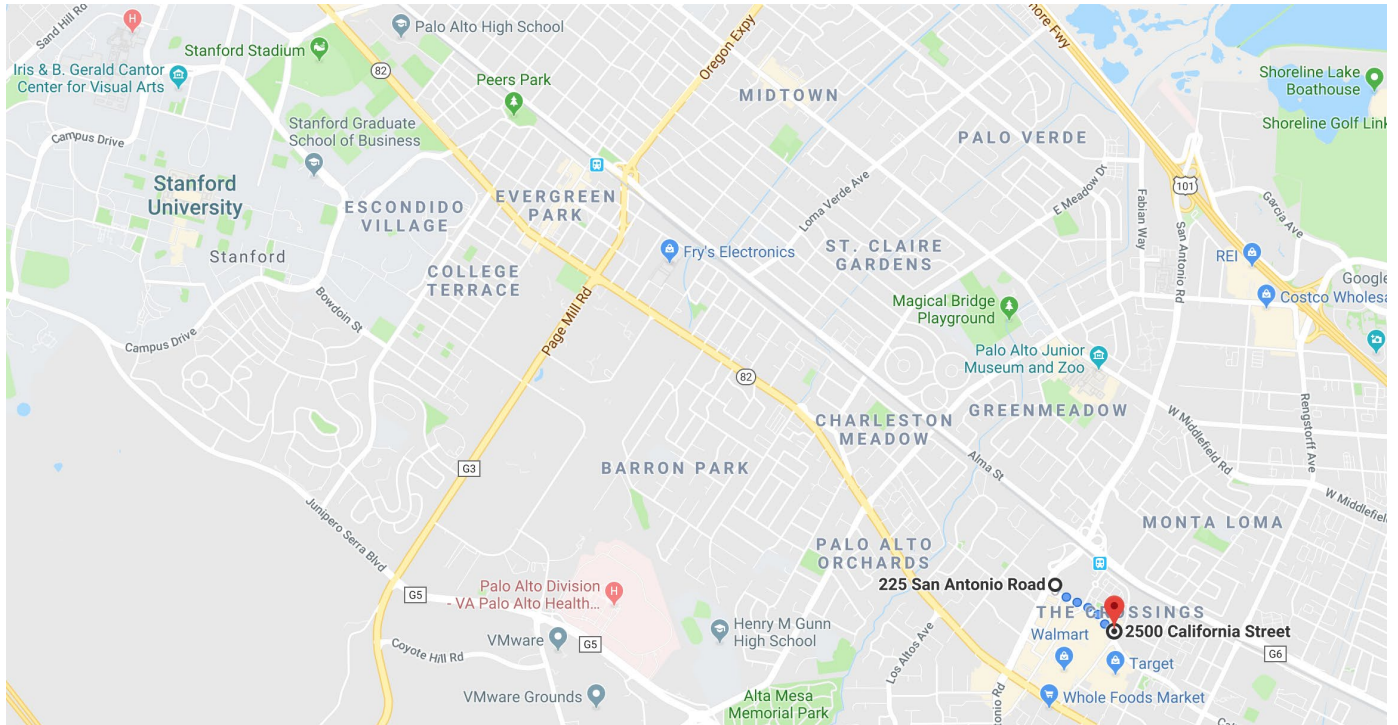 Sand Hill Rd
H
Palo Alto High School
Stanford Stadium
82
Oregon Expy
hore Fwy
Iris & B. Gerald Cantor
Center for Visual Arts
Peers Park
MIDTOWN
Shoreline Lake
Boathouse
Shoreline Golf Link
Campus Drive
Stanford Graduate
School of Business
PALO VERDE
Stanford
University
ESCONDIDO
VILLAGE
EVERGREEN
PARK
Loma Verde Ave
E Meadow Dr
Fabian Way
101
San Antonio Rd
Garcia Ave
Stanford
COLLEGE
TERRACE
Fry's Electronics
ST. CLAIRE
GARDENS
REI
Google
Costco Wholesa
Bowdoin St
Page Mill Rd
Magical Bridge
Playground
Campus Drive
Palo Alto Junior
Museum and Zoo
82
CHARLESTON
MEADOW
GREENMEADOW
W Middlefield Rd
Rengstorff Ave
G3
BARRON PARK
Alma St
W Middlefield
Junipero Serra Blvd
MONTA LOMA
PALO ALTO
ORCHARDS
225 San Antonio Road
Palo Alto Division
- VA Palo Alto Health...
H
G5
THE CROSSINGS
2500 California Street
Henry M Gunn
High School
Walmart
VMware
G5
Coyote Hill Rd
Los Altos Ave
Target
G6
VMware Grounds
Alta Mesa
Memorial Park
onio Rd
Whole Foods Market